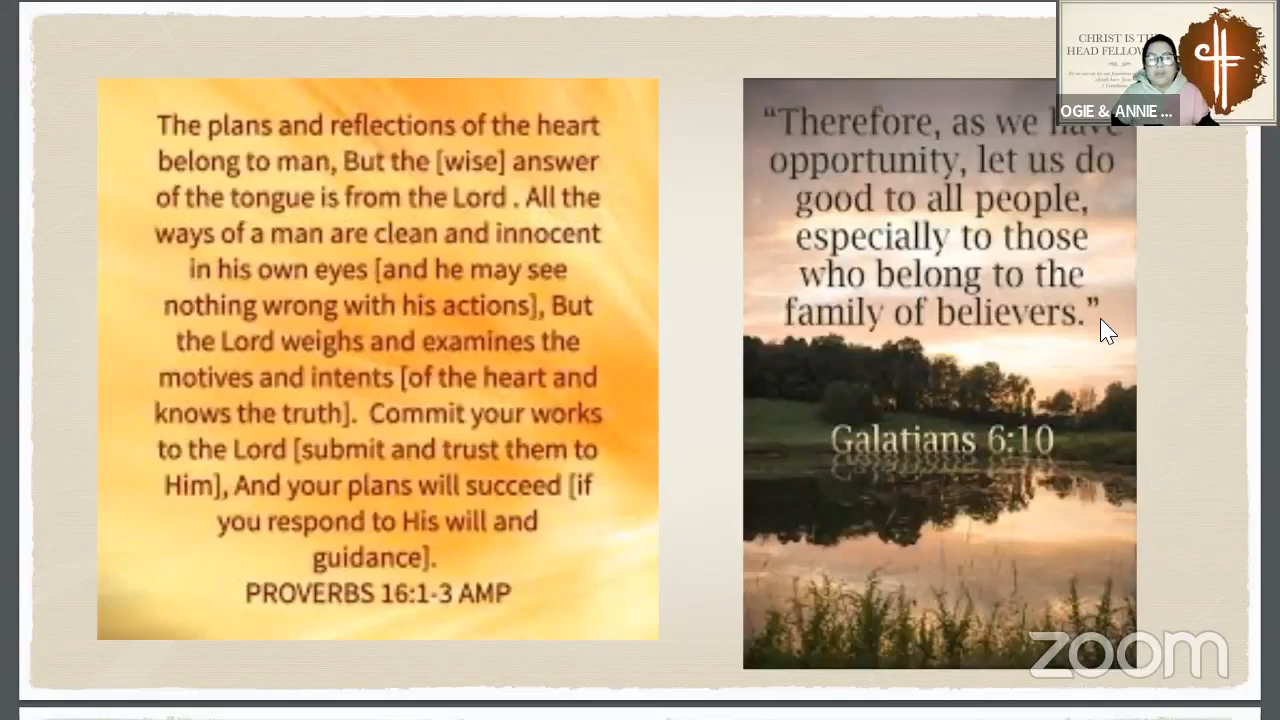 The plans and reflections of the heart
belong to man, But the [wise] answer
of the tongue is from the Lord . All the
ways of a man are clean and innocent
in his own eyes [and he may see
nothing wrong with his actions], But
the Lord weighs and examines the
motives and intents [of the heart and
knows the truth].  Commit your works
to the Lord [submit and trust them to
Him], And your plans will succeed [if
you respond to His will and
guidance].
PROVERBS 16:1-3 AMP
“Therefore, as we have
opportunity, let us do
good to all people,
especially to those
who belong to the
family of believers.”
Galatians 6:10
CHRIST IS
HEAD
OGIE & ANNIE ...
zoom